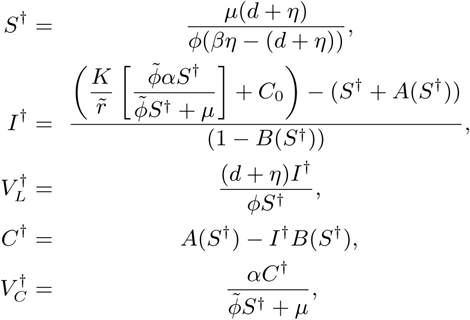 S† = μ(d + η) / φ(βη − (d + η)),
I† = ( K/r̃ [ φ̃αS† / φ̃S† + μ ] + C₀ ) − (S† + A(S†)) / (1 − B(S†)),
V_L† = (d + η)I† / φS†,
C† = A(S†) − I†B(S†),
V_C† = αC† / φ̃S† + μ,